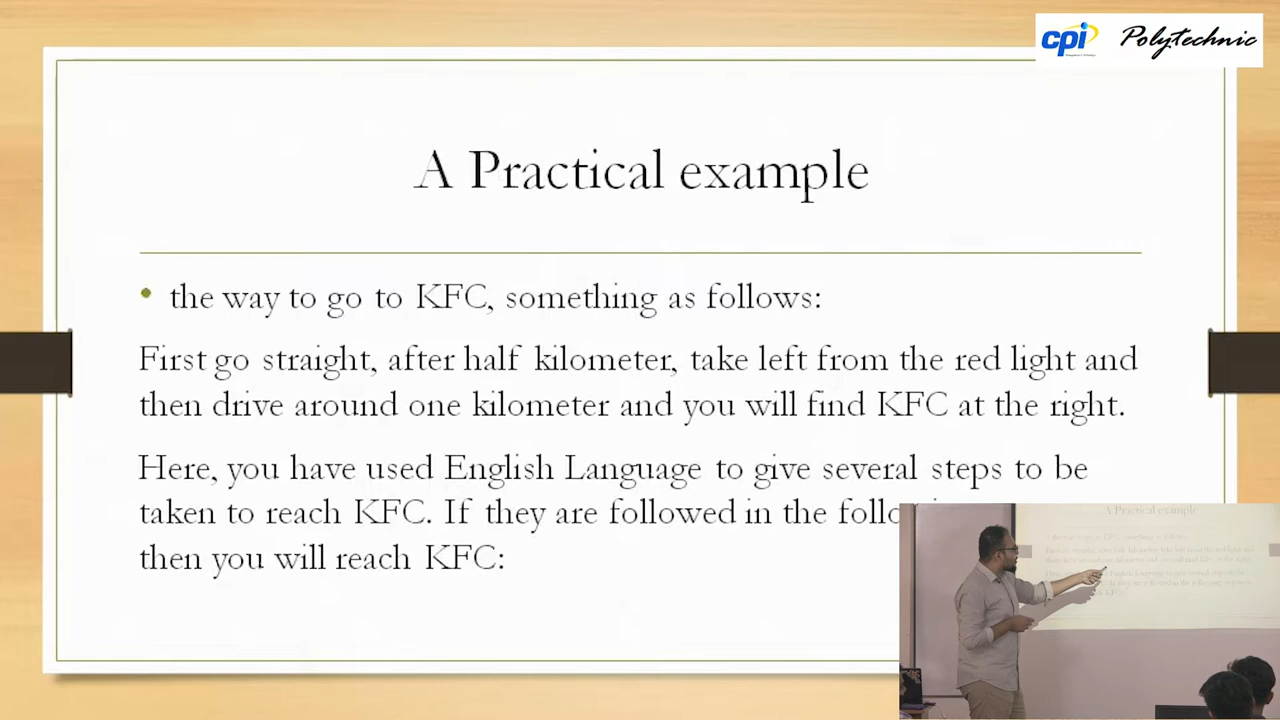 cpi Polytechnic
A Practical example
• the way to go to KFC, something as follows:
First go straight, after half kilometer, take left from the red light and
then drive around one kilometer and you will find KFC at the right.
Here, you have used English Language to give several steps to be
taken to reach KFC. If they are followed in the
then you will reach KFC:
A Practical example